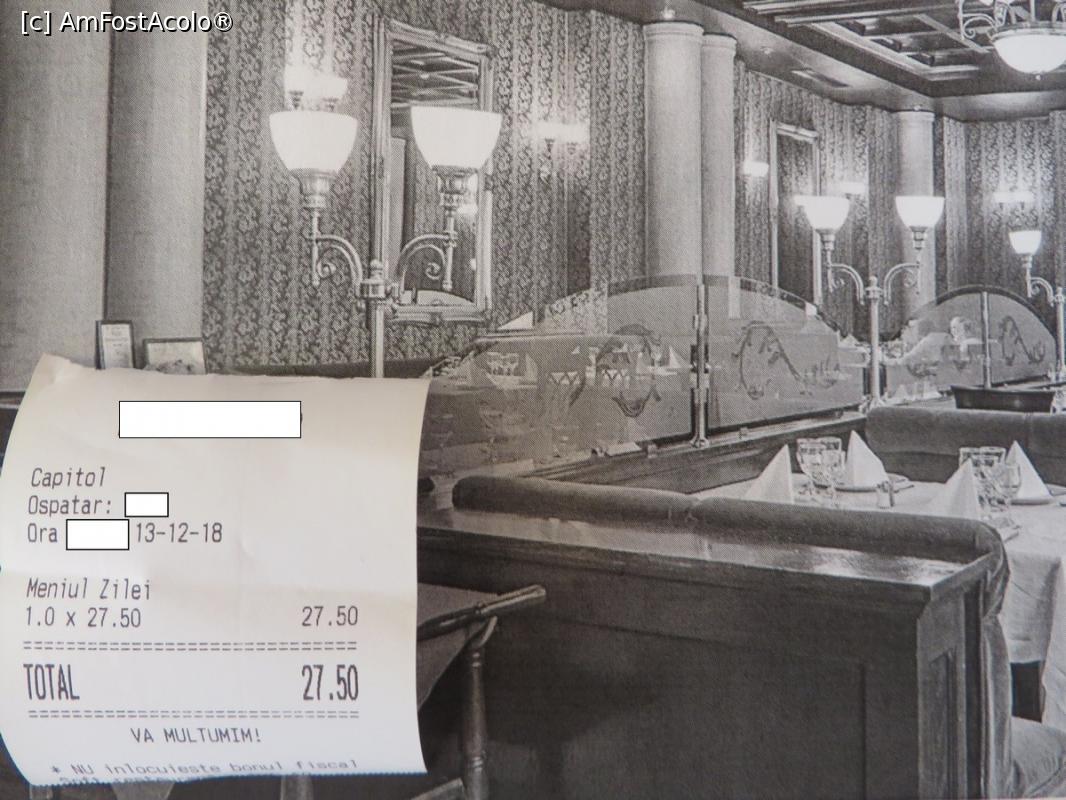 [c] AmFostAcolo®
Capitol
Ospatar:
Ora 13-12-18
Meniul Zilei
1.0 x 27.50 27.50
TOTAL 27.50
VA MULTUMIM!
* NU inlocuieste bonul fiscal